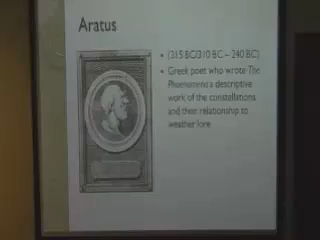 Aratus
• (315 BC/310 BC – 240 BC)
• Greek poet who wrote The
Phaenomena a descriptive
work of the constellations
and their relationship to
weather lore